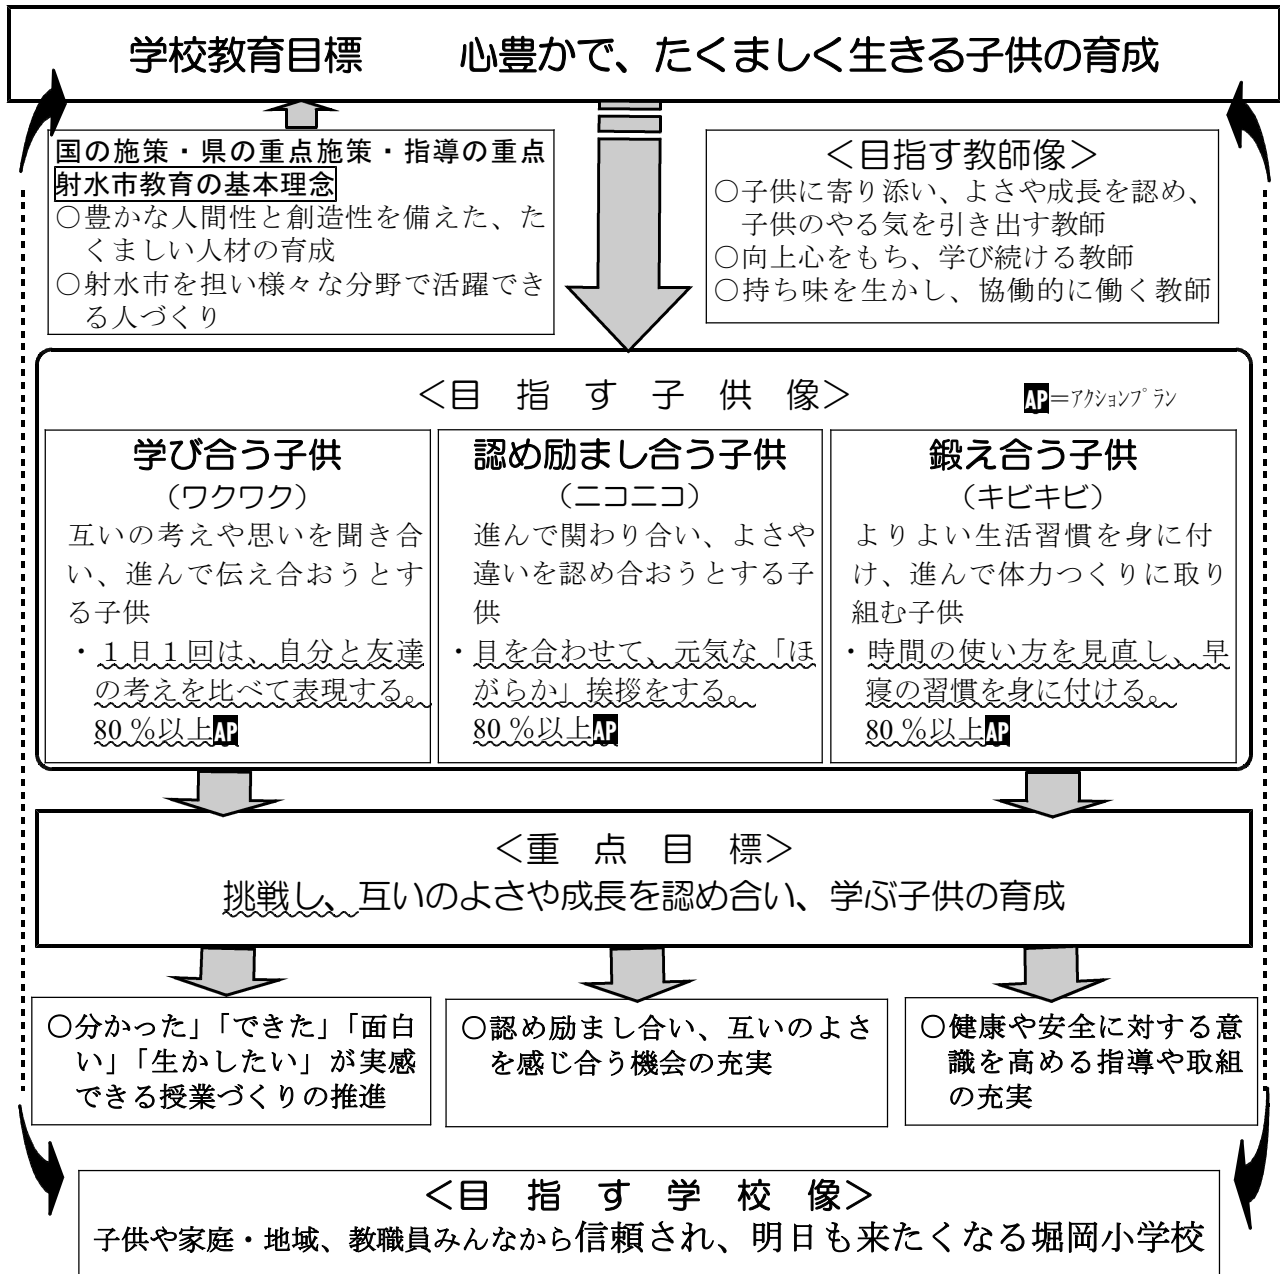 学校教育目標　　心豊かで、たくましく生きる子供の育成
国の施策・県の重点施策・指導の重点
射水市教育の基本理念
○豊かな人間性と創造性を備えた、た
くましい人材の育成
○射水市を担い様々な分野で活躍でき
る人づくり
＜目指す教師像＞
○子供に寄り添い、よさや成長を認め、
子供のやる気を引き出す教師
○向上心をもち、学び続ける教師
○持ち味を生かし、協働的に働く教師
＜目　指　す　子　供　像＞
AP＝ｱｸｼｮﾝﾌﾟﾗﾝ
学び合う子供
（ワクワク）
互いの考えや思いを聞き合
い、進んで伝え合おうとす
る子供
・１日１回は、自分と友達
の考えを比べて表現する。
80％以上AP
認め励まし合う子供
（ニコニコ）
進んで関わり合い、よさや
違いを認め合おうとする子
供
・目を合わせて、元気な「ほ
がらか」挨拶をする。
80％以上AP
鍛え合う子供
（キビキビ）
よりよい生活習慣を身に付
け、進んで体力つくりに取り
組む子供
・時間の使い方を見直し、早
寝の習慣を身に付ける。
80％以上AP
＜重　点　目　標＞
挑戦し、互いのよさや成長を認め合い、学ぶ子供の育成
○分かった」「できた」「面白
い」「生かしたい」が実感
できる授業づくりの推進
○認め励まし合い、互いのよさ
を感じ合う機会の充実
○健康や安全に対する意
識を高める指導や取組
の充実
＜目　指　す　学　校　像＞
子供や家庭・地域、教職員みんなから信頼され、明日も来たくなる堀岡小学校